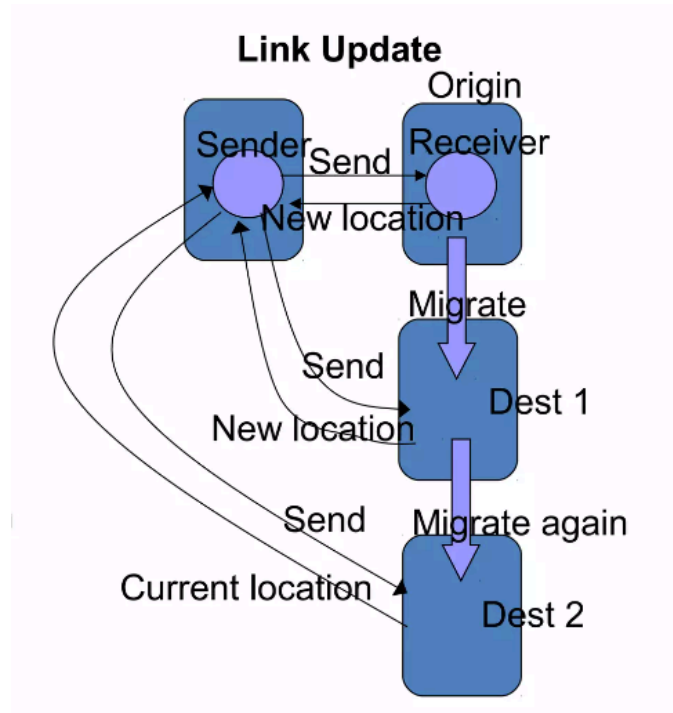 Link Update
Origin
Sender
Receiver
Send
New location
Migrate
Send
Dest 1
New location
Send
Migrate again
Current location
Dest 2